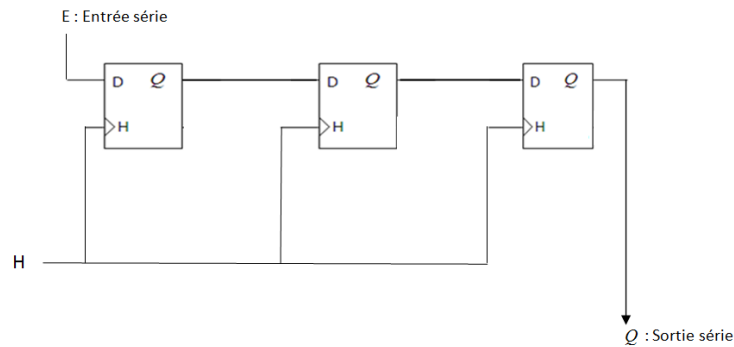 E : Entrée série
D Q
D Q
D Q
H
H
H
H
Q : Sortie série